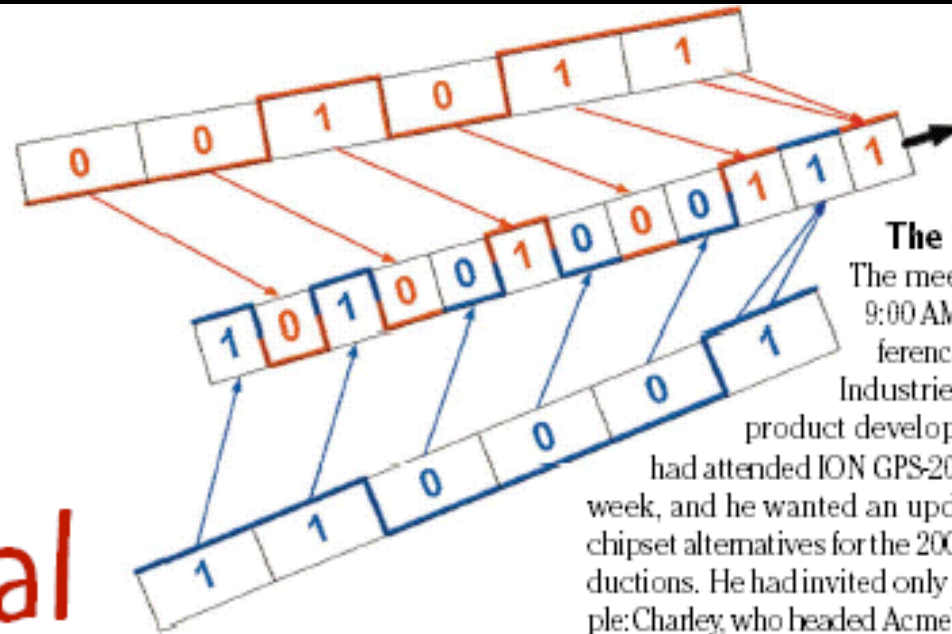 0 0 1 0 1 1
1 0 1 0 0 1 0 0 0 1 1 1
1 1 0 0 0 1
al
The
The mee
9:00 AM
ferenc
Industrie
product develop
had attended ION GPS-20
week, and he wanted an upd
chipset alternatives for the 200
ductions. He had invited only
ple: Charley, who headed Acme